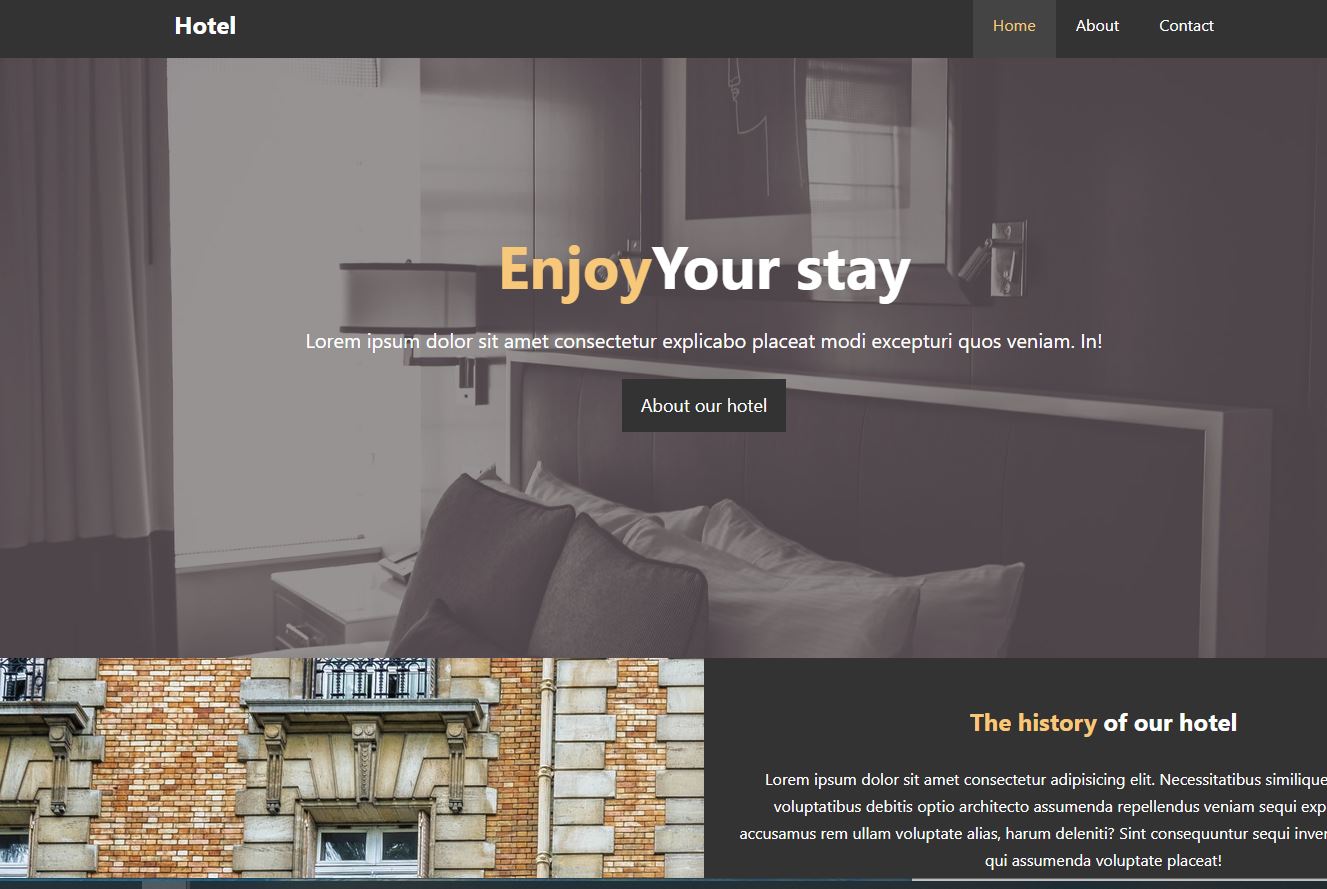 Hotel
Home About Contact
EnjoyYour stay
Lorem ipsum dolor sit amet consectetur explicabo placeat modi excepturi quos veniam. In!
About our hotel
The history of our hotel
Lorem ipsum dolor sit amet consectetur adipisicing elit. Necessitatibus similique
voluptatibus debitis optio architecto assumenda repellendus veniam sequi exp
accusamus rem ullam voluptate alias, harum deleniti? Sint consequuntur sequi inver
qui assumenda voluptate placeat!